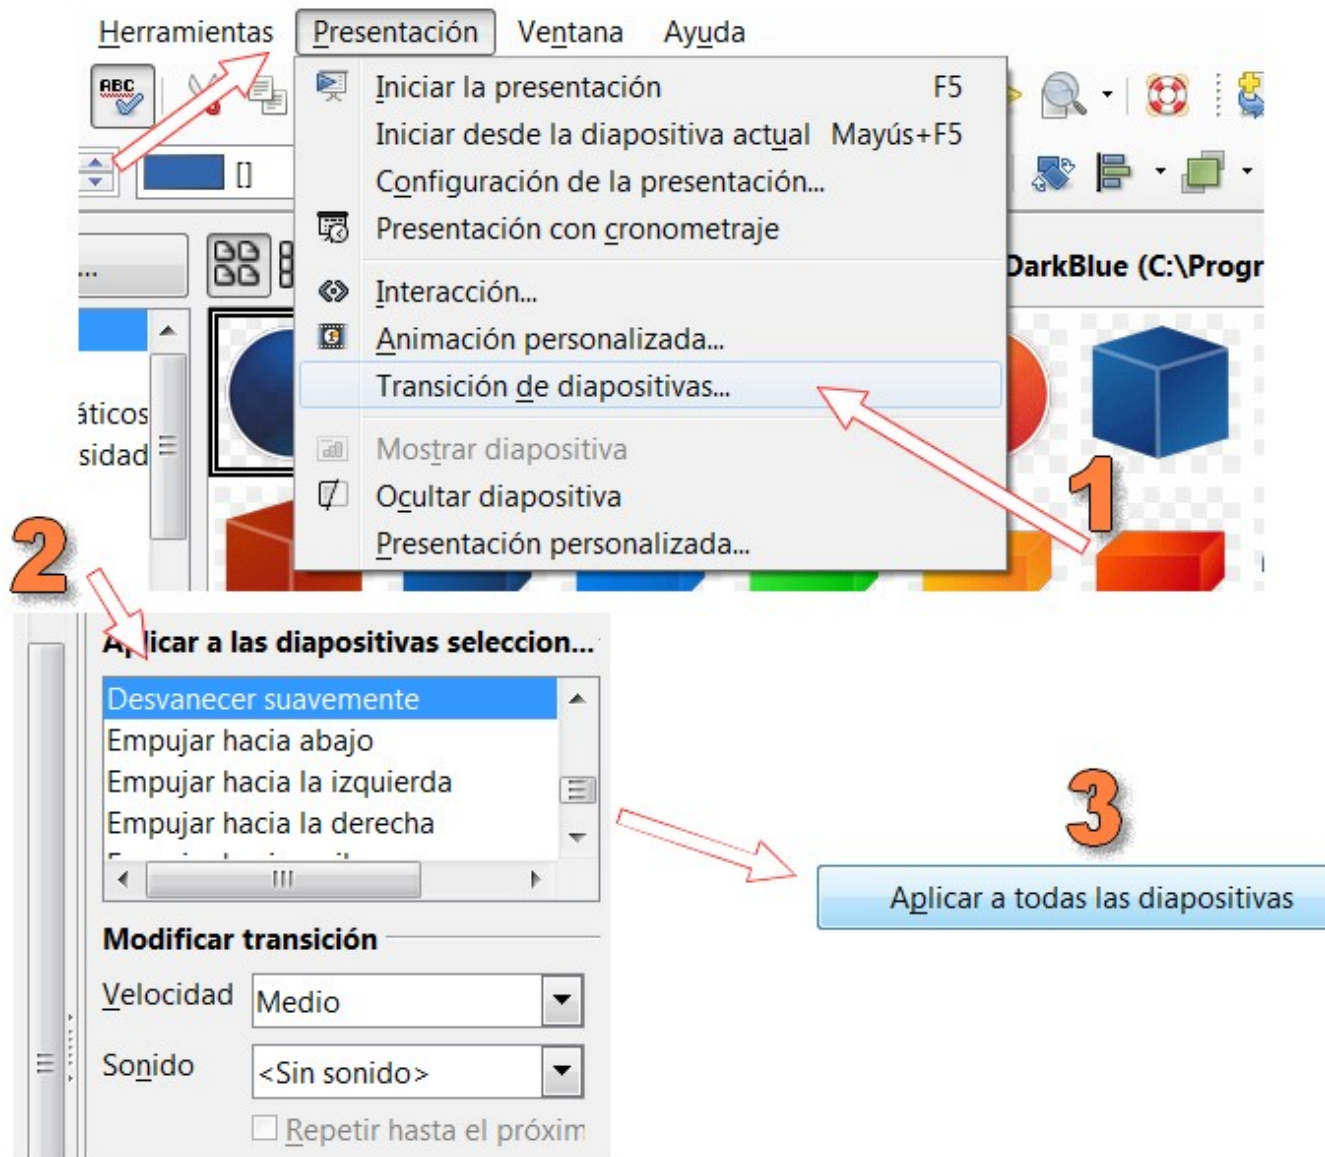 Herramientas Presentación Ventana Ayuda
ABC
Iniciar la presentación F5
Iniciar desde la diapositiva actual Mayús+F5
[]
Configuración de la presentación...
Presentación con cronometraje
...
DarkBlue (C:\Progr
Interacción...
Animación personalizada...
Transición de diapositivas...
áticos
sidad
Mostrar diapositiva
Ocultar diapositiva
Presentación personalizada...
1
2
Aplicar a las diapositivas seleccion...
Desvanecer suavemente
Empujar hacia abajo
Empujar hacia la izquierda
Empujar hacia la derecha
3
Aplicar a todas las diapositivas
Modificar transición
Velocidad Medio
Sonido <Sin sonido>
Repetir hasta el próxim